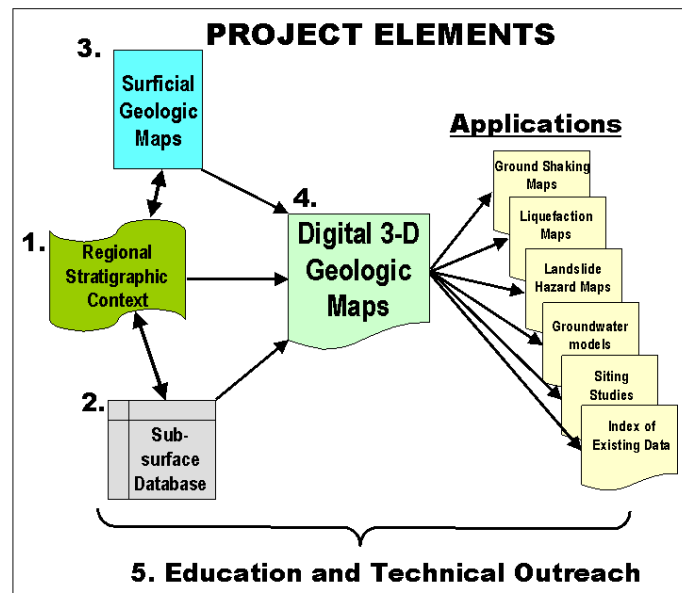 PROJECT ELEMENTS
3.
Surficial
Geologic
Maps
1.
Regional
Stratigraphic
Context
2.
Sub-
surface
Database
4.
Digital 3-D
Geologic
Maps
Applications
Ground Shaking
Maps
Liquefaction
Maps
Landslide
Hazard Maps
Groundwater
models
Siting
Studies
Index of
Existing Data
5. Education and Technical Outreach